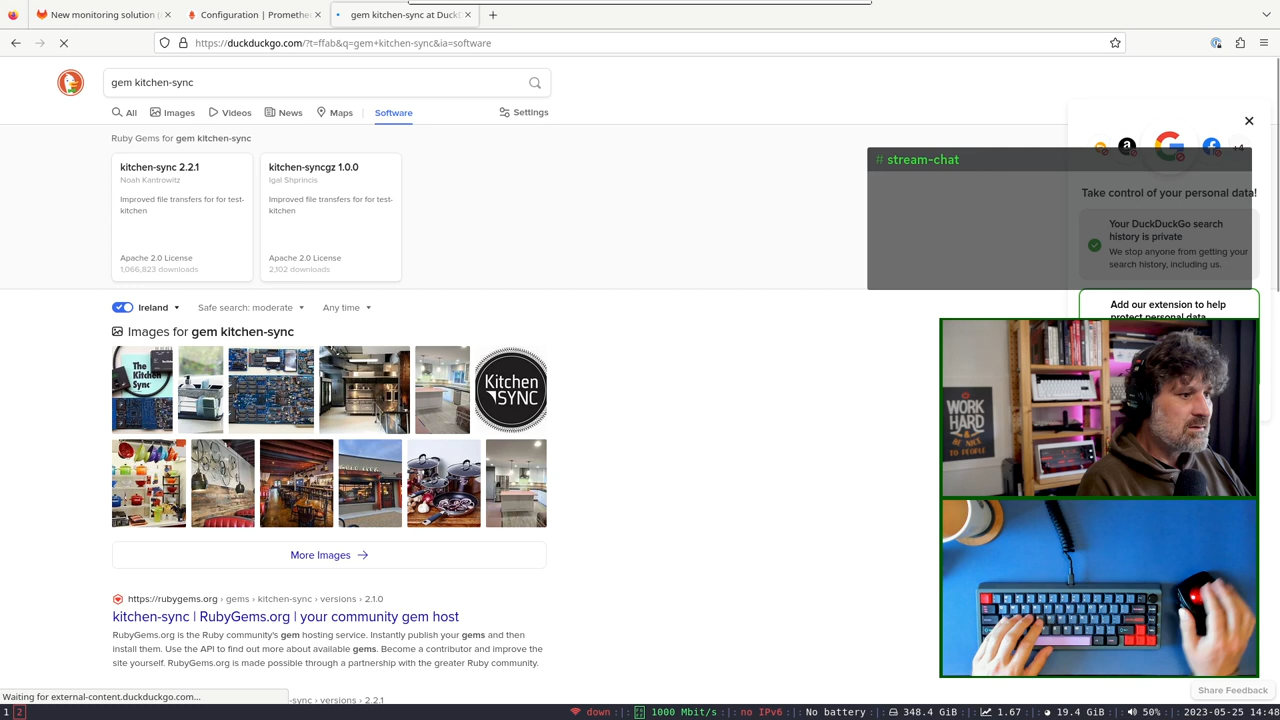 New monitoring solution (
Configuration | Prometh
gem kitchen-sync at Duck
https://duckduckgo.com/?t=ffab&q=gem+kitchen-sync&ia=software
gem kitchen-sync
All
Images
Videos
News
Maps
Software
Settings
Ruby Gems for gem kitchen-sync
kitchen-sync 2.2.1
Noah Kantrowitz
Improved file transfers for for test-
kitchen
Apache 2.0 License
1,066,823 downloads
kitchen-syncgz 1.0.0
Igal Shprincis
Improved file transfers for for test-
kitchen
Apache 2.0 License
2,102 downloads
+4
# stream-chat
Take control of your personal data!
Your DuckDuckGo search
history is private
We stop anyone from getting your
search history, including us.
Add our extension to help
protect personal data
Ireland
Safe search: moderate
Any time
Images for gem kitchen-sync
The
Kitchen
Sync
Kitchen
SYNC
WORK
HARD
& BE NICE
TO PEOPLE
More Images
https://rubygems.org › gems › kitchen-sync › versions › 2.1.0
kitchen-sync | RubyGems.org | your community gem host
RubyGems.org is the Ruby community's gem hosting service. Instantly publish your gems and then
install them. Use the API to find out more about available gems. Become a contributor and improve the
site yourself. RubyGems.org is made possible through a partnership with the greater Ruby community.
Waiting for external-content.duckduckgo.com...
-sync › versions › 2.2.1
Share Feedback
1 2
down :|: 1000 Mbit/s :|: no IPv6 :|: No battery :|: 348.4 GiB :|: 1.67 :|: 19.4 GiB :|: 50% :|: 2023-05-25 14:48